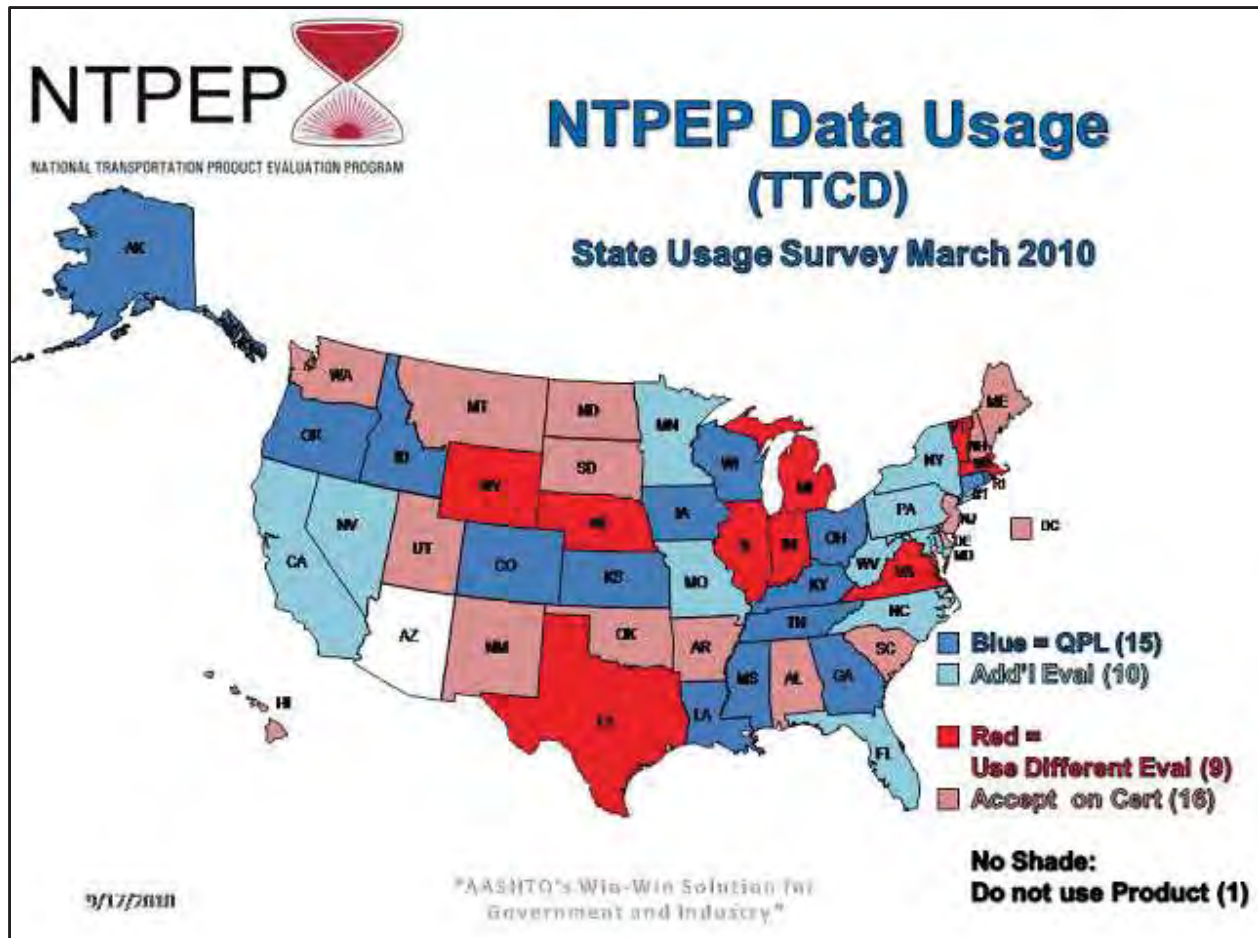 NTPEP
NATIONAL TRANSPORTATION PRODUCT EVALUATION PROGRAM
NTPEP Data Usage
(TTCD)
State Usage Survey March 2010
AK
WA
MT
ND
MN
ME
OR
ID
SD
WI
NY
NH
WY
MI
RI
IA
PA
NE
NJ
DC
NV
OH
DE
MD
UT
IL
IN
WV
CA
CO
KS
MO
KY
VA
NC
TN
AZ
NM
OK
AR
SC
MS
AL
GA
HI
TX
LA
FL
Blue = QPL (15)
Add'l Eval (10)
Red =
Use Different Eval (9)
Accept on Cert (16)
No Shade:
Do not use Product (1)
9/17/2010
"AASHTO's Win-Win Solution for
Government and Industry"